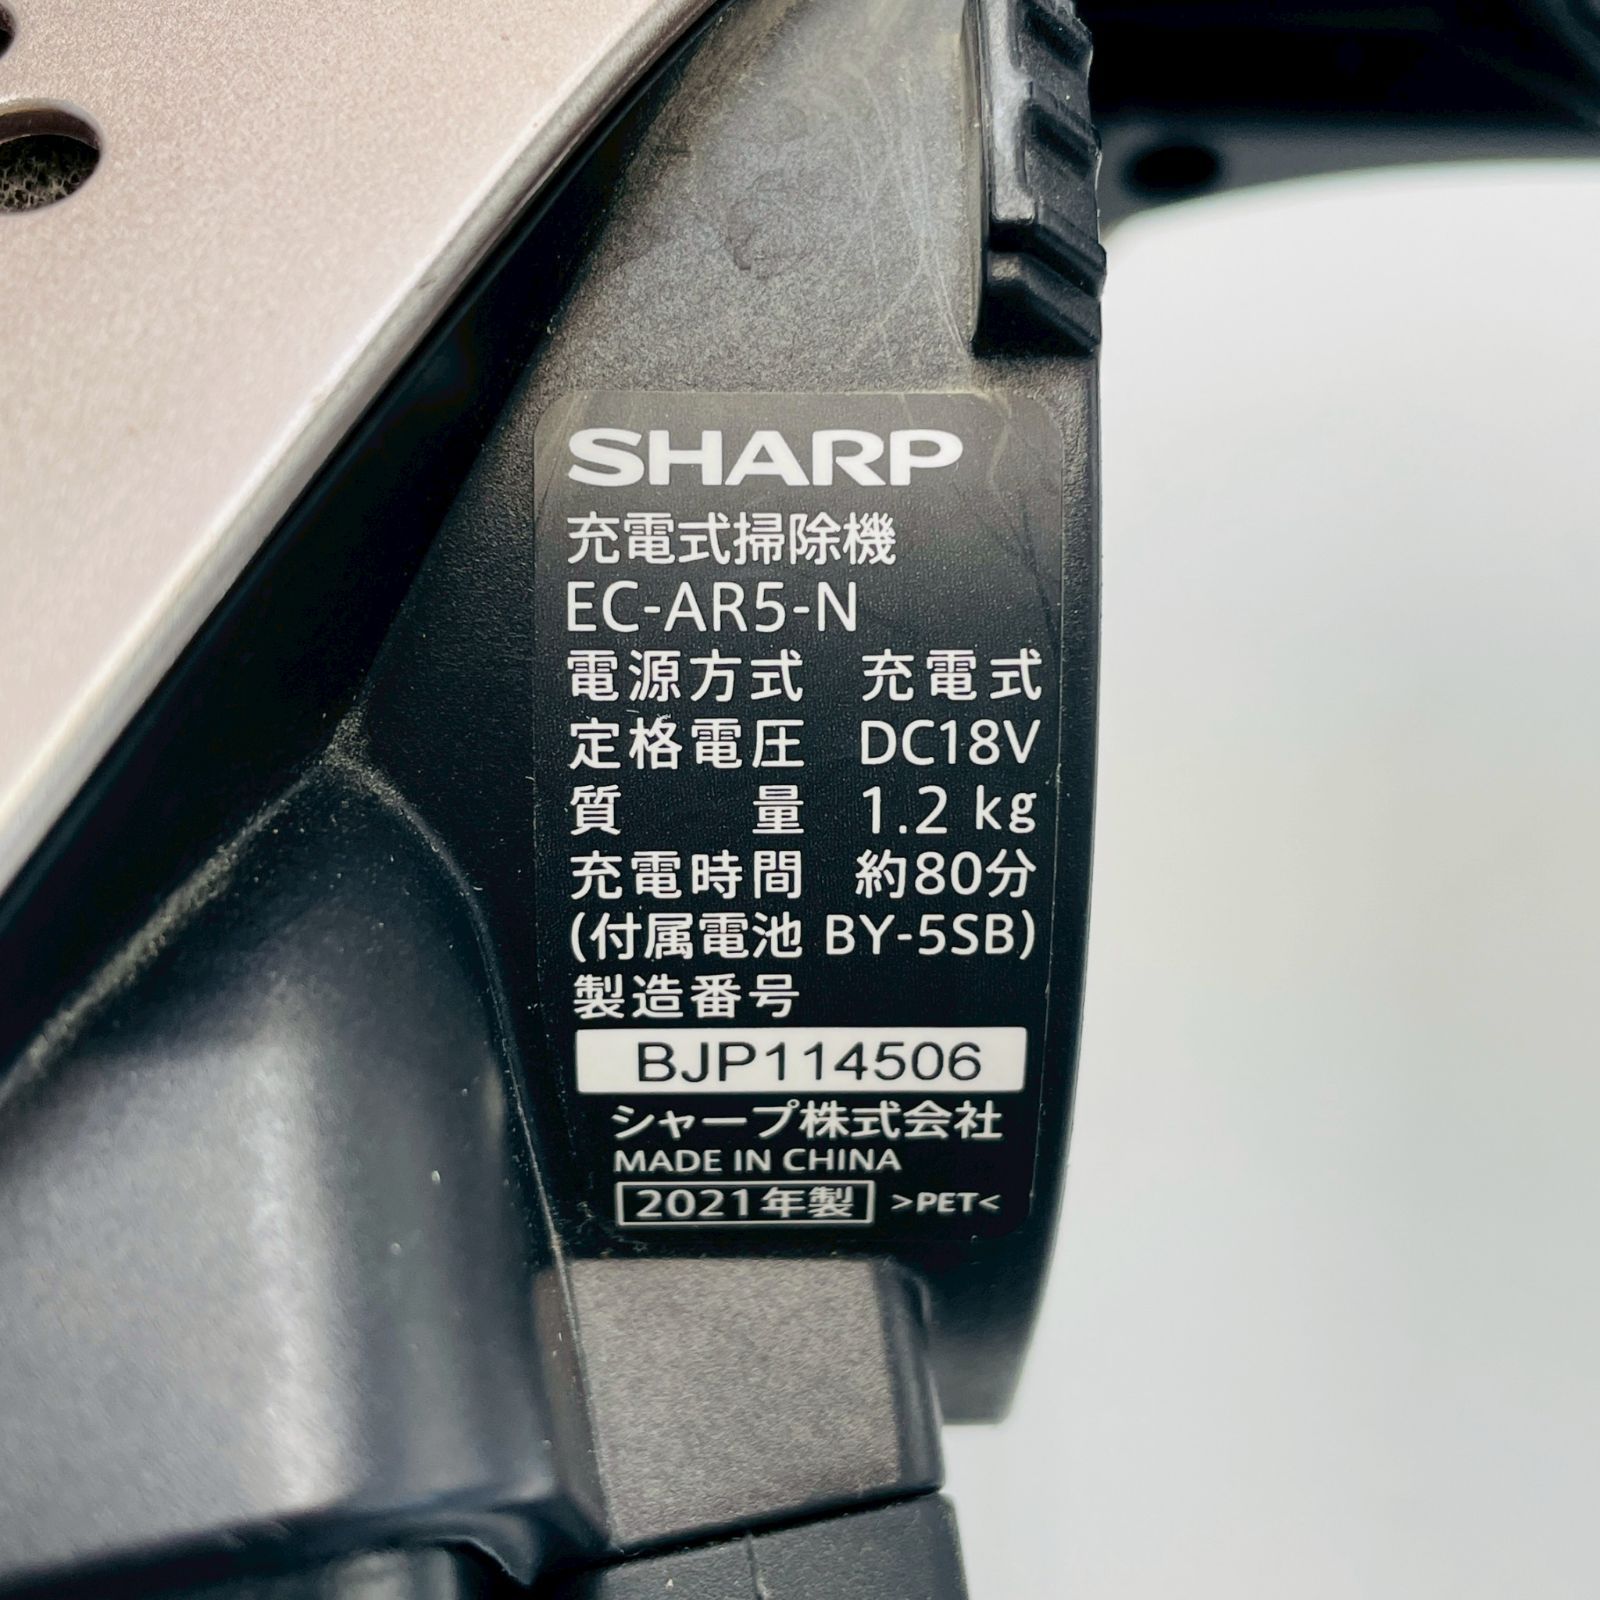 SHARP
充電式掃除機
EC-AR5-N
電源方式 充電式
定格電圧 DC18V
質量 1.2 kg
充電時間 約80分
(付属電池 BY-5SB)
製造番号
BJP114506
シャープ株式会社
MADE IN CHINA
2021年製 >PET<